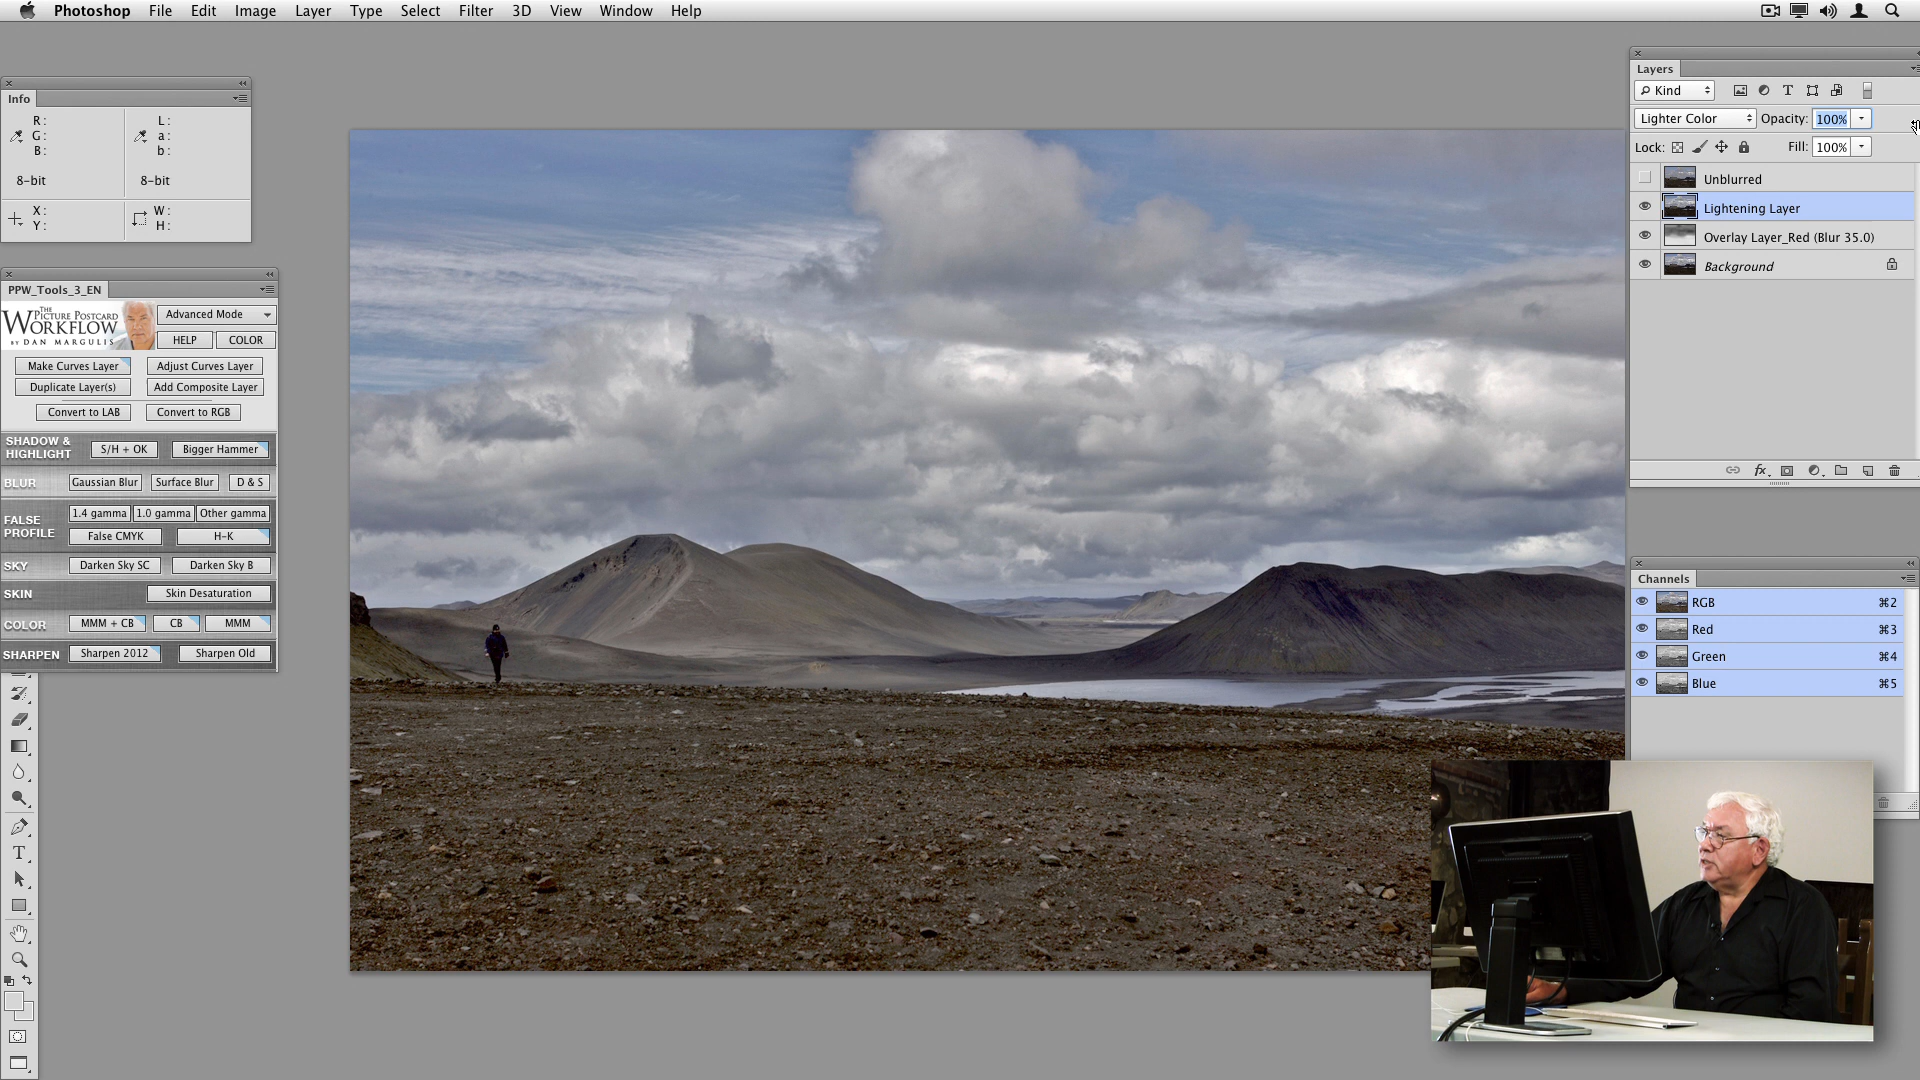 Photoshop File Edit Image Layer Type Select Filter 3D View Window Help
Info
R:
G:
B:
L:
a:
b:
8-bit
8-bit
X:
Y:
W:
H:
PPW_Tools_3_EN
THE
PICTURE POSTCARD
WORKFLOW
BY DAN MARGULIS
Advanced Mode
HELP COLOR
Make Curves Layer Adjust Curves Layer
Duplicate Layer(s) Add Composite Layer
Convert to LAB Convert to RGB
SHADOW &
HIGHLIGHT
S/H + OK Bigger Hammer
BLUR Gaussian Blur Surface Blur D & S
FALSE
PROFILE
1.4 gamma 1.0 gamma Other gamma
False CMYK H-K
SKY Darken Sky SC Darken Sky B
SKIN Skin Desaturation
COLOR MMM + CB CB MMM
SHARPEN Sharpen 2012 Sharpen Old
T
Layers
Kind
T
Lighter Color Opacity: 100%
Lock: Fill: 100%
Unblurred
Lightening Layer
Overlay Layer_Red (Blur 35.0)
Background
fx
Channels
RGB ⌘2
Red ⌘3
Green ⌘4
Blue ⌘5